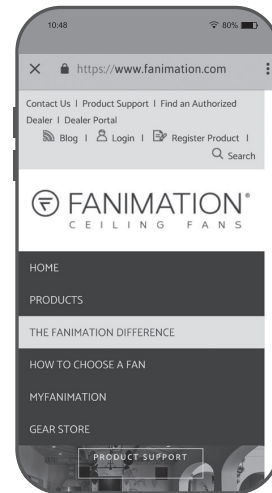 10:48 80%
https://www.fanimation.com
Contact Us | Product Support | Find an Authorized
Dealer | Dealer Portal
Blog | Login | Register Product |
Search
FANIMATION®
CEILING FANS
HOME
PRODUCTS
THE FANIMATION DIFFERENCE
HOW TO CHOOSE A FAN
MYFANIMATION
GEAR STORE
PRODUCT SUPPORT